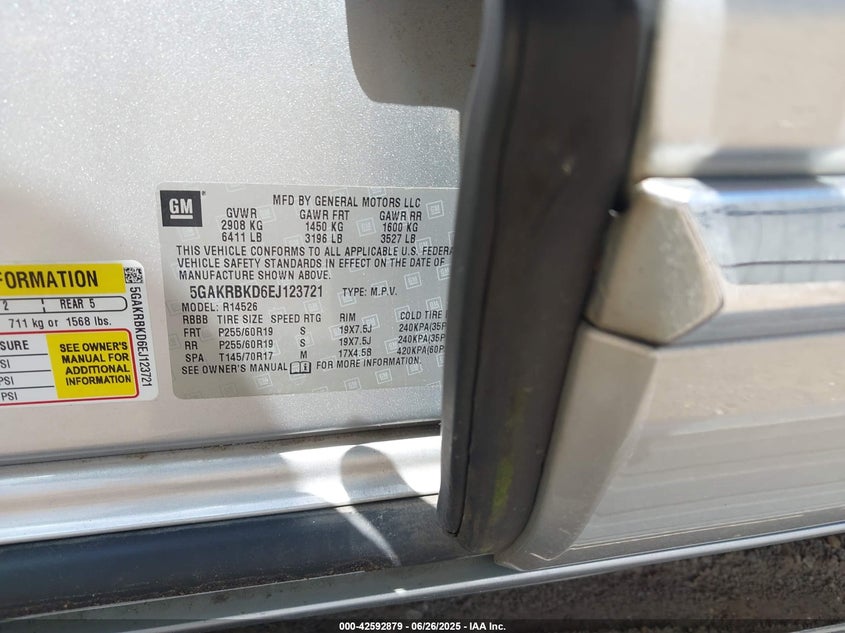 GM
MFD BY GENERAL MOTORS LLC
GVWR GAWR FRT GAWR RR
2908 KG 1450 KG 1600 KG
6411 LB 3196 LB 3527 LB
THIS VEHICLE CONFORMS TO ALL APPLICABLE U.S. FEDERA
VEHICLE SAFETY STANDARDS IN EFFECT ON THE DATE OF
MANUFACTURE SHOWN ABOVE.
5GAKRBKD6EJ123721 TYPE: M.P.V.
MODEL: R14526
RBBB TIRE SIZE SPEED RTG RIM COLD TIRE
FRT P255/60R19 S 19X7.5J 240KPA(35P
RR P255/60R19 S 19X7.5J 240KPA(35P
SPA T145/70R17 M 17X4.5B 420KPA(60P
SEE OWNER'S MANUAL FOR MORE INFORMATION
FORMATION
2 REAR 5
711 kg or 1568 lbs.
SURE
SEE OWNER'S
MANUAL FOR
ADDITIONAL
INFORMATION
PSI
PSI
PSI
5GAKRBKD6EJ123721
000-42592879 - 06/26/2025 - IAA Inc.